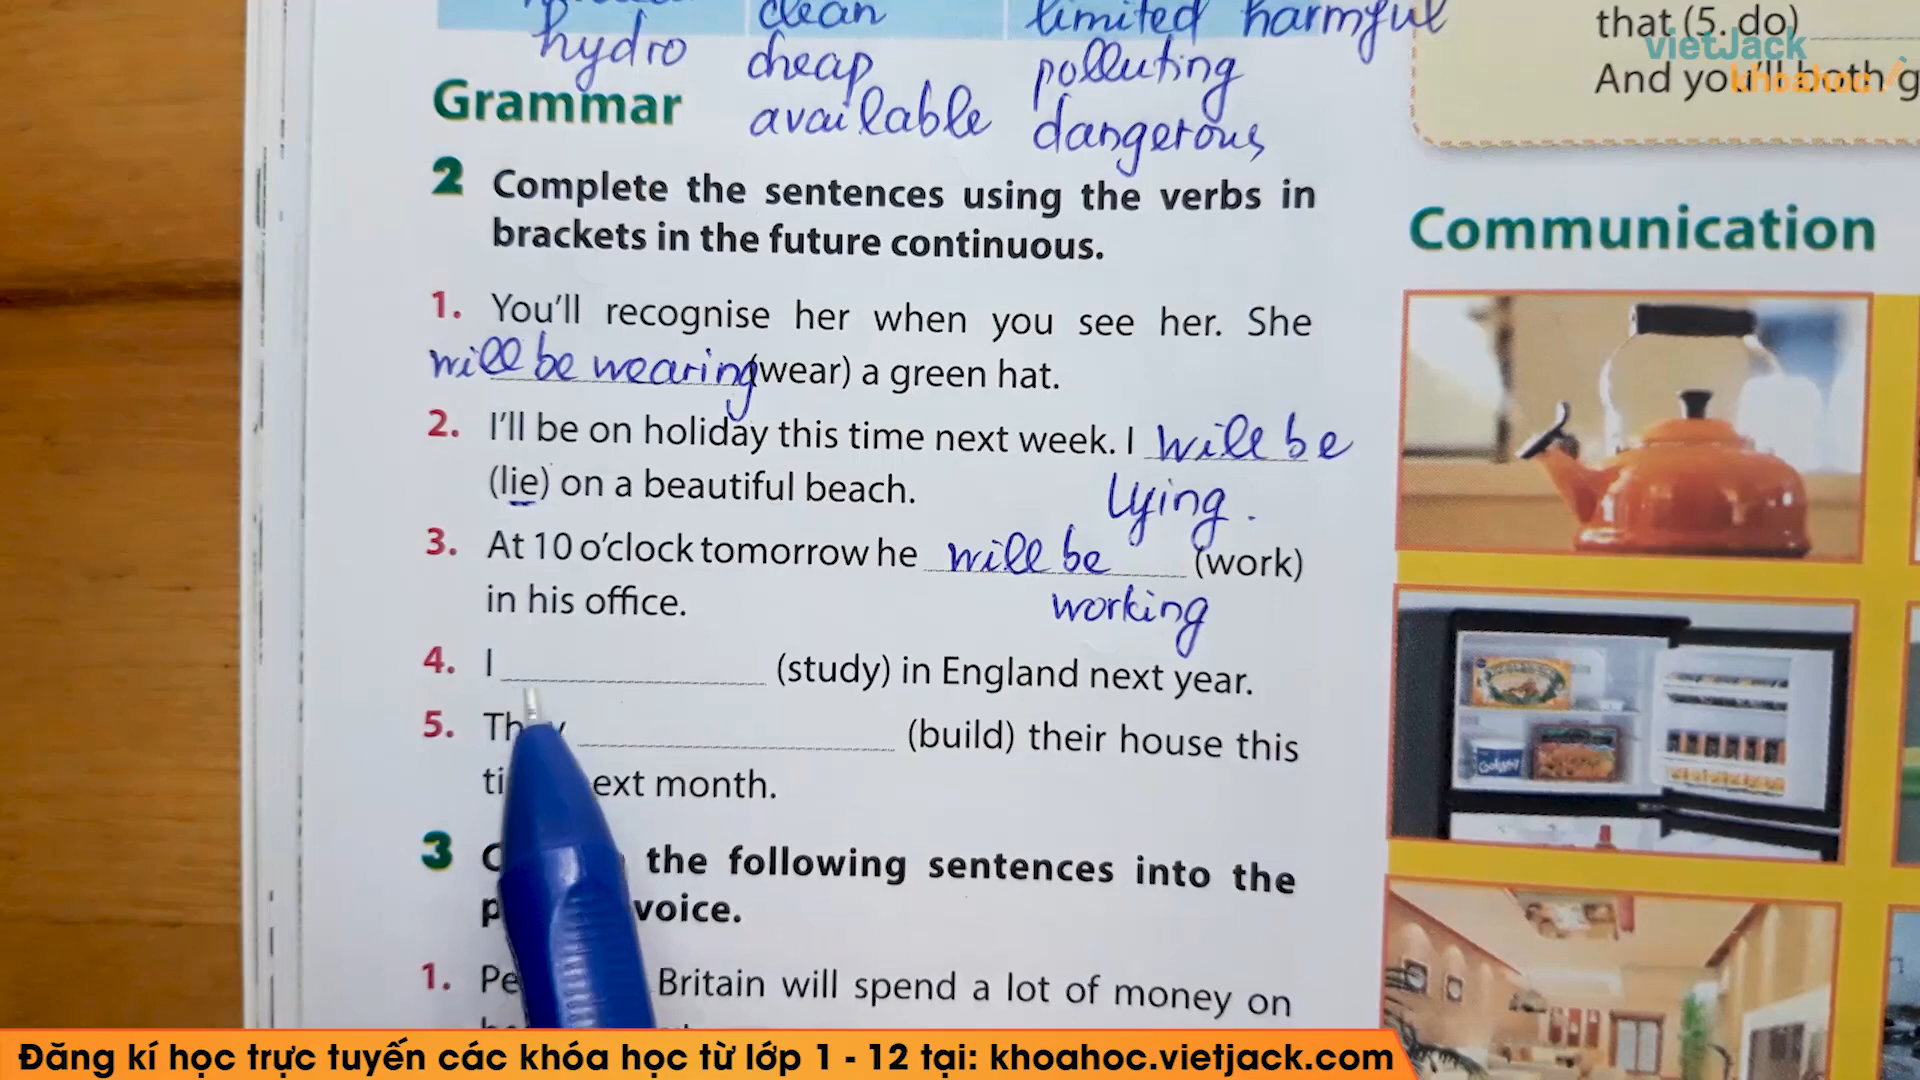 hydro
clean
cheap
available
limited harmful
polluting
dangerous
Grammar
2 Complete the sentences using the verbs in
brackets in the future continuous.
1. You'll recognise her when you see her. She
will be wearing (wear) a green hat.
2. I'll be on holiday this time next week. I will be
(lie) on a beautiful beach. lying.
3. At 10 o'clock tomorrow he will be (work)
in his office. working
4. I (study) in England next year.
5. (build) their house this
month.
3 the following sentences into the
voice.
1. Britain will spend a lot of money on
that (5. do)
And you'll both
vietJack
khoahoc
Communication
Đăng kí học trực tuyến các khóa học từ lớp 1 - 12 tại: khoahoc.vietjack.com